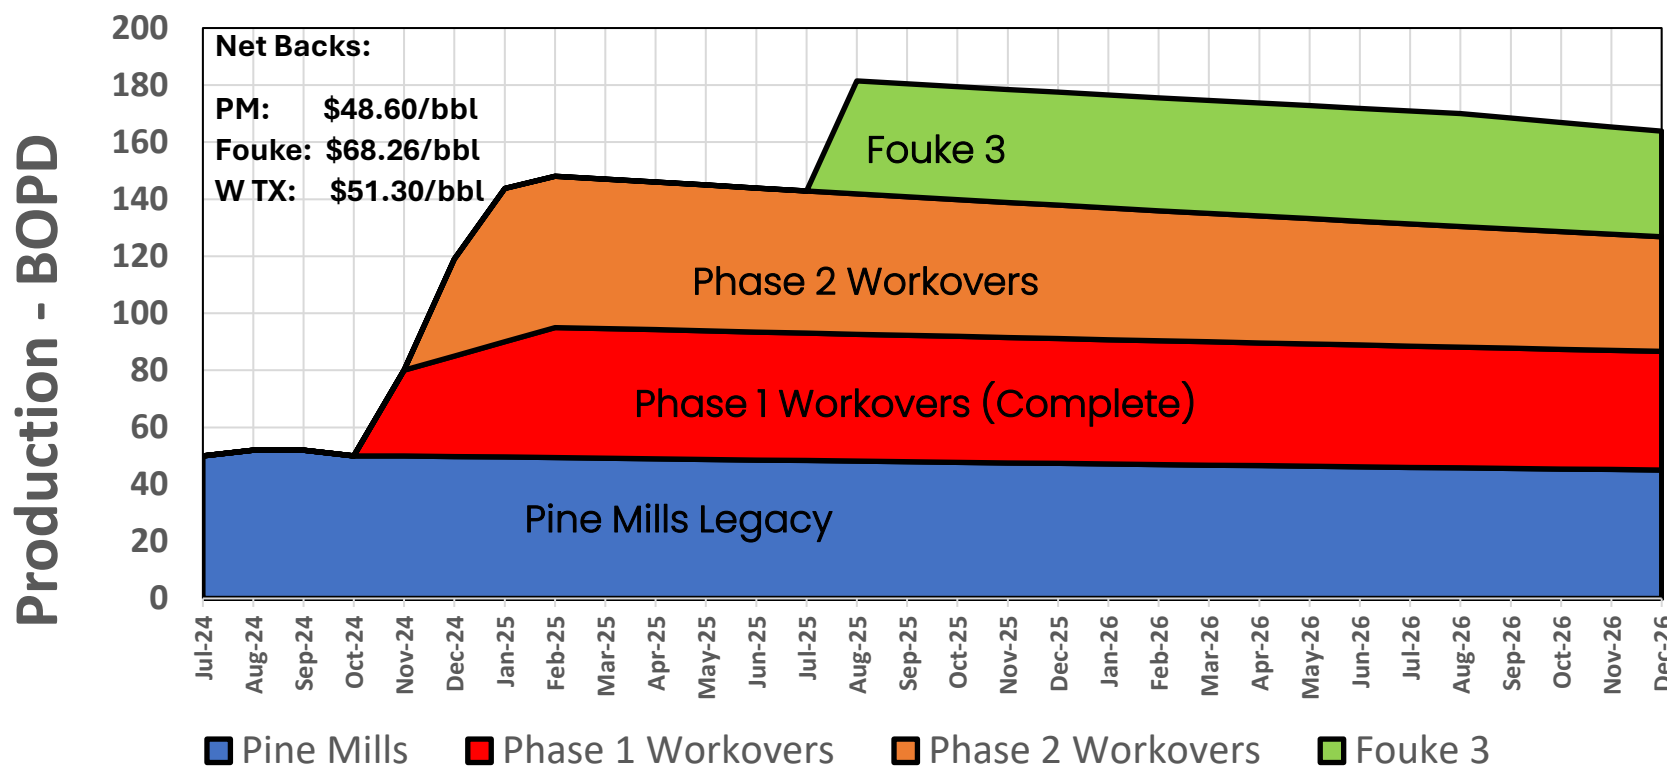 Production - BOPD
200
180
160
140
120
100
80
60
40
20
0
Net Backs:
PM: $48.60/bbl
Fouke: $68.26/bbl
W TX: $51.30/bbl
Fouke 3
Phase 2 Workovers
Phase 1 Workovers (Complete)
Pine Mills Legacy
Jul-24
Aug-24
Sep-24
Oct-24
Nov-24
Dec-24
Jan-25
Feb-25
Mar-25
Apr-25
May-25
Jun-25
Jul-25
Aug-25
Sep-25
Oct-25
Nov-25
Dec-25
Jan-26
Feb-26
Mar-26
Apr-26
May-26
Jun-26
Jul-26
Aug-26
Sep-26
Oct-26
Nov-26
Dec-26
Pine Mills
Phase 1 Workovers
Phase 2 Workovers
Fouke 3